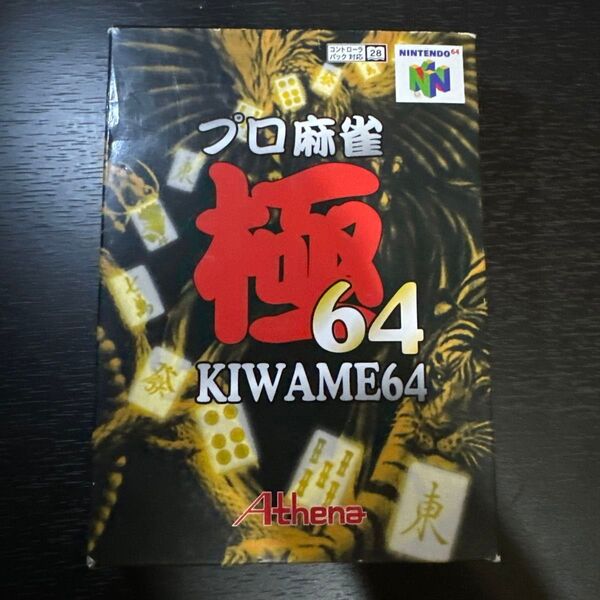 コントローラ
パック対応 28
NINTENDO64
プロ麻雀
極
64
KIWAME64
東
發
東
Athena